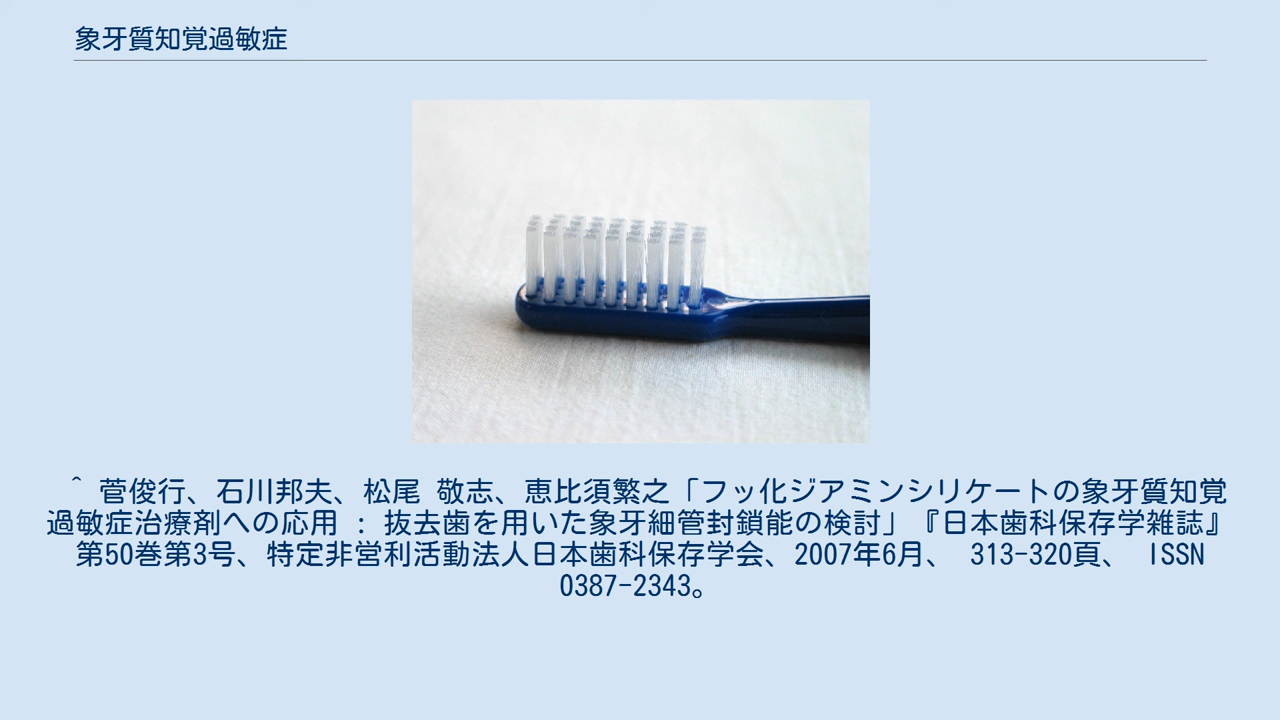 象牙質知覚過敏症
^ 菅俊行、石川邦夫、松尾 敬志、恵比須繁之「フッ化ジアミンシリケートの象牙質知覚
過敏症治療剤への応用 : 抜去歯を用いた象牙細管封鎖能の検討」『日本歯科保存学雑誌』
第50巻第3号、特定非営利活動法人日本歯科保存学会、2007年6月、 313-320頁、 ISSN
0387-2343。